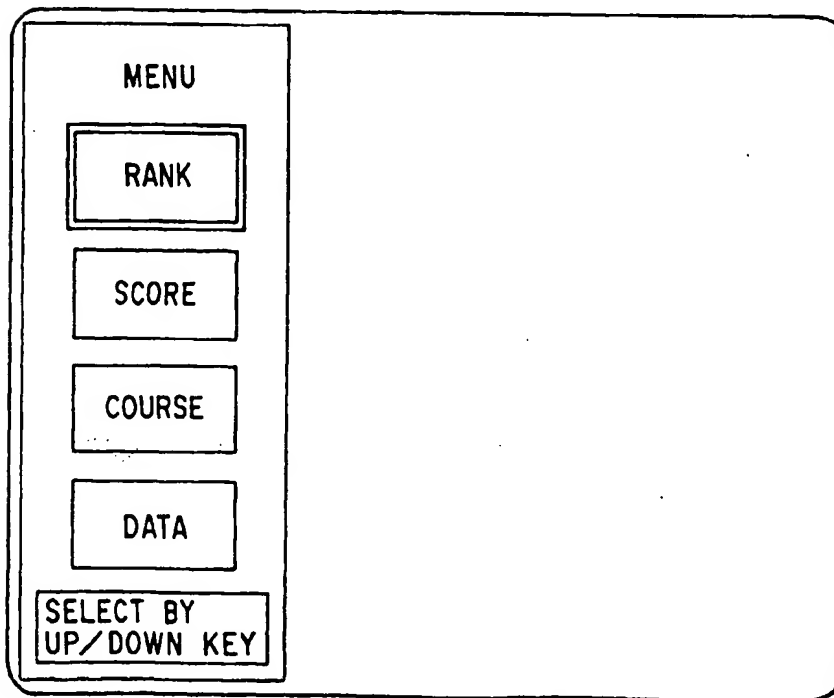 MENU
RANK
SCORE
COURSE
DATA
SELECT BY
UP/DOWN KEY